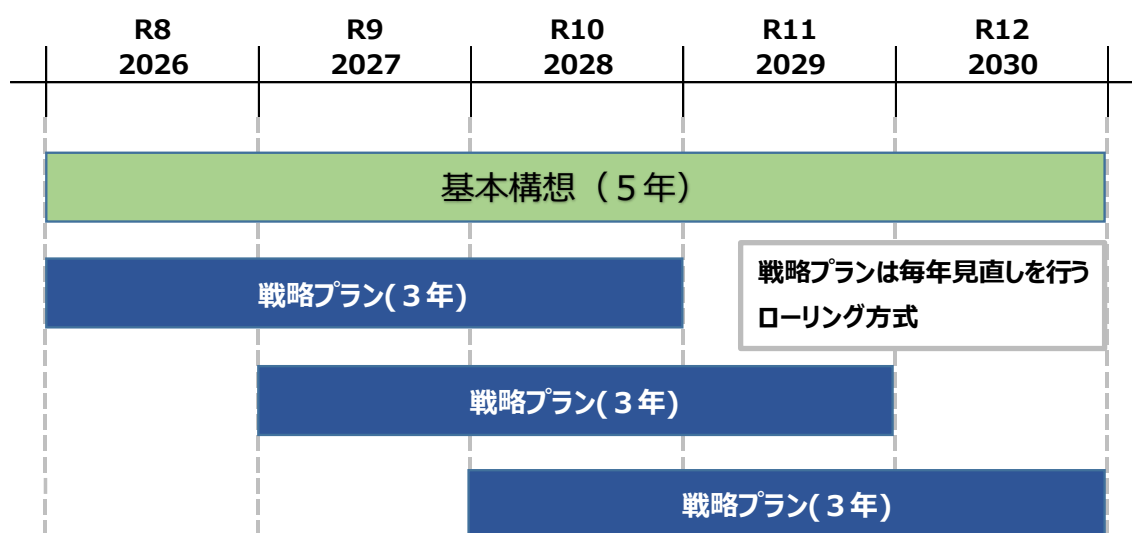 R8 R9 R10 R11 R12
2026 2027 2028 2029 2030
基本構想（５年）
戦略プラン(３年)
戦略プランは毎年見直しを行う
ローリング方式
戦略プラン(３年)
戦略プラン(３年)